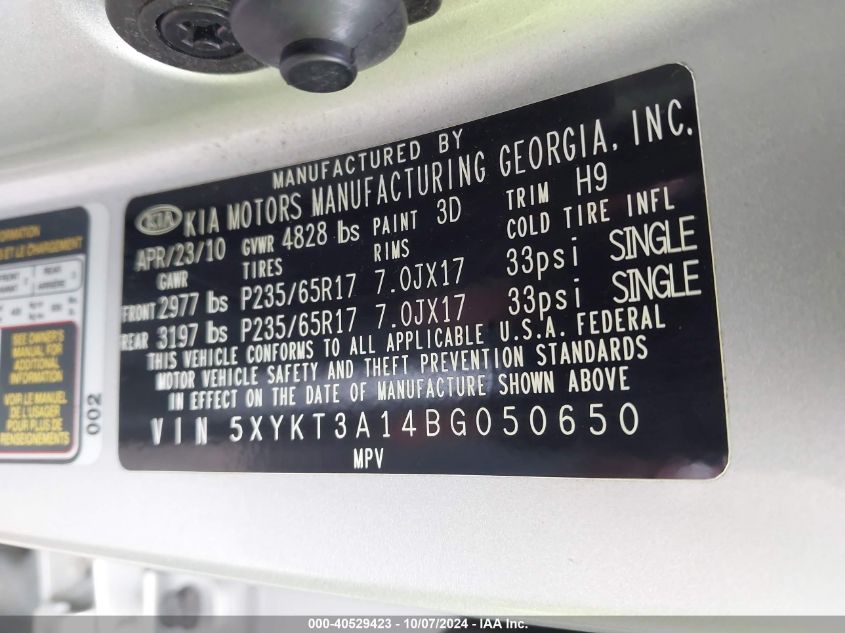 MANUFACTURED BY
KIA KIA MOTORS MANUFACTURING GEORGIA, INC.
APR/23/10 GVWR 4828 lbs PAINT 3D TRIM H9
GAWR TIRES RIMS COLD TIRE INFL
FRONT 2977 lbs P235/65R17 7.0JX17 33psi SINGLE
REAR 3197 lbs P235/65R17 7.0JX17 33psi SINGLE
THIS VEHICLE CONFORMS TO ALL APPLICABLE U.S.A. FEDERAL
MOTOR VEHICLE SAFETY AND THEFT PREVENTION STANDARDS
IN EFFECT ON THE DATE OF MANUFACTURE SHOWN ABOVE
VIN 5XYKT3A14BG050650
MPV
LE CHARGEMENT
SEE OWNER'S
MANUAL FOR
ADDITIONAL
INFORMATION
VOIR LE MANUEL
DE L'USAGER
POUR PLUS DE
RENSEIGNEMENTS
002
000-40529423 - 10/07/2024 - IAA Inc.